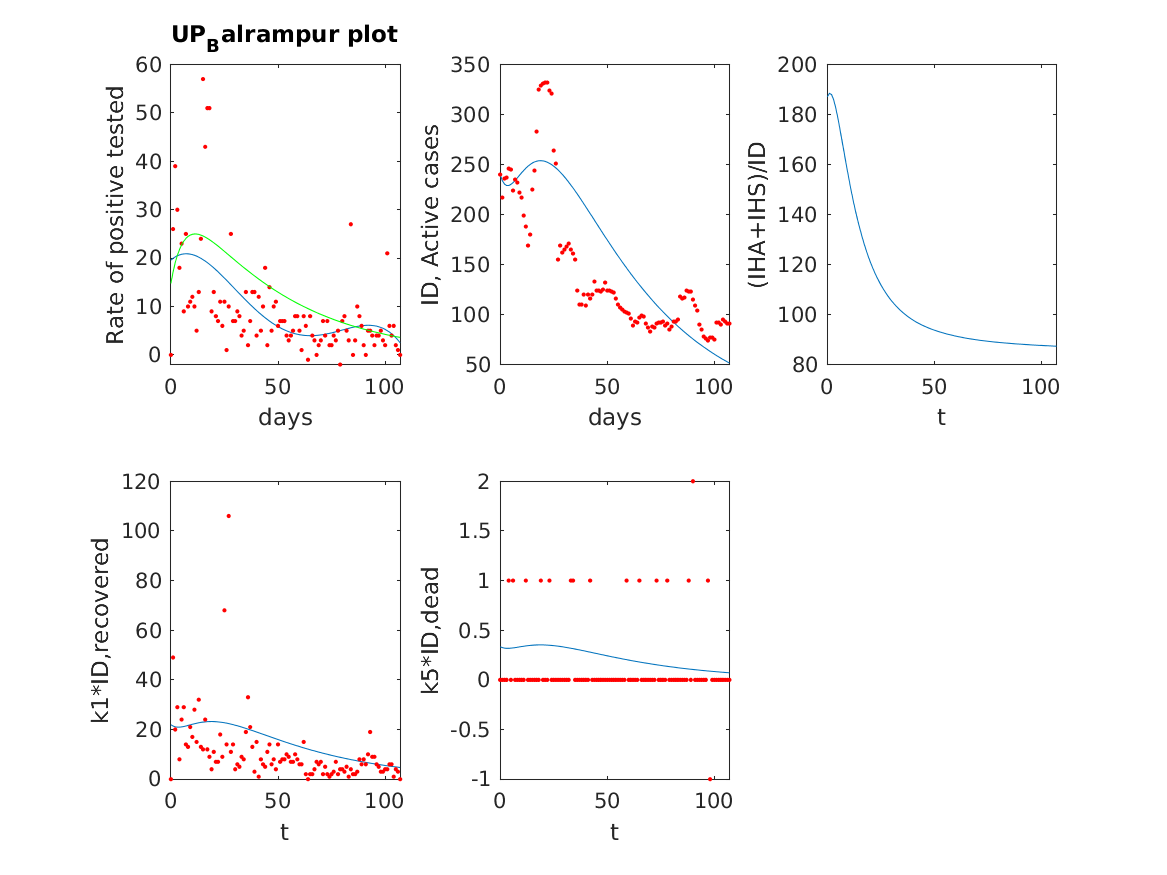 UP_Balrampur plot
Rate of positive tested
60
50
40
30
20
10
0
0 50 100
days
ID, Active cases
350
300
250
200
150
100
50
0 50 100
days
(IHA+IHS)/ID
200
180
160
140
120
100
80
0 50 100
t
k1*ID,recovered
120
100
80
60
40
20
0
0 50 100
t
k5*ID,dead
2
1.5
1
0.5
0
-0.5
-1
0 50 100
t